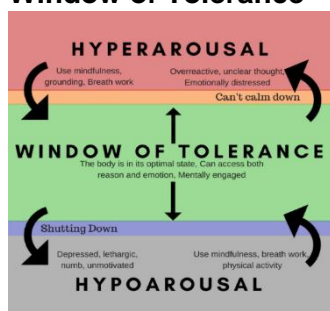 Window of Tolerance
HYPERAROUSAL
Use mindfulness,
grounding, Breath work
Overreactive, unclear thought,
Emotionally distressed
Can't calm down
WINDOW OF TOLERANCE
The body is in its optimal state, Can access both
reason and emotion, Mentally engaged
Shutting Down
Depressed, lethargic,
numb, unmotivated
Use mindfulness, breath work,
physical activity
HYPOAROUSAL